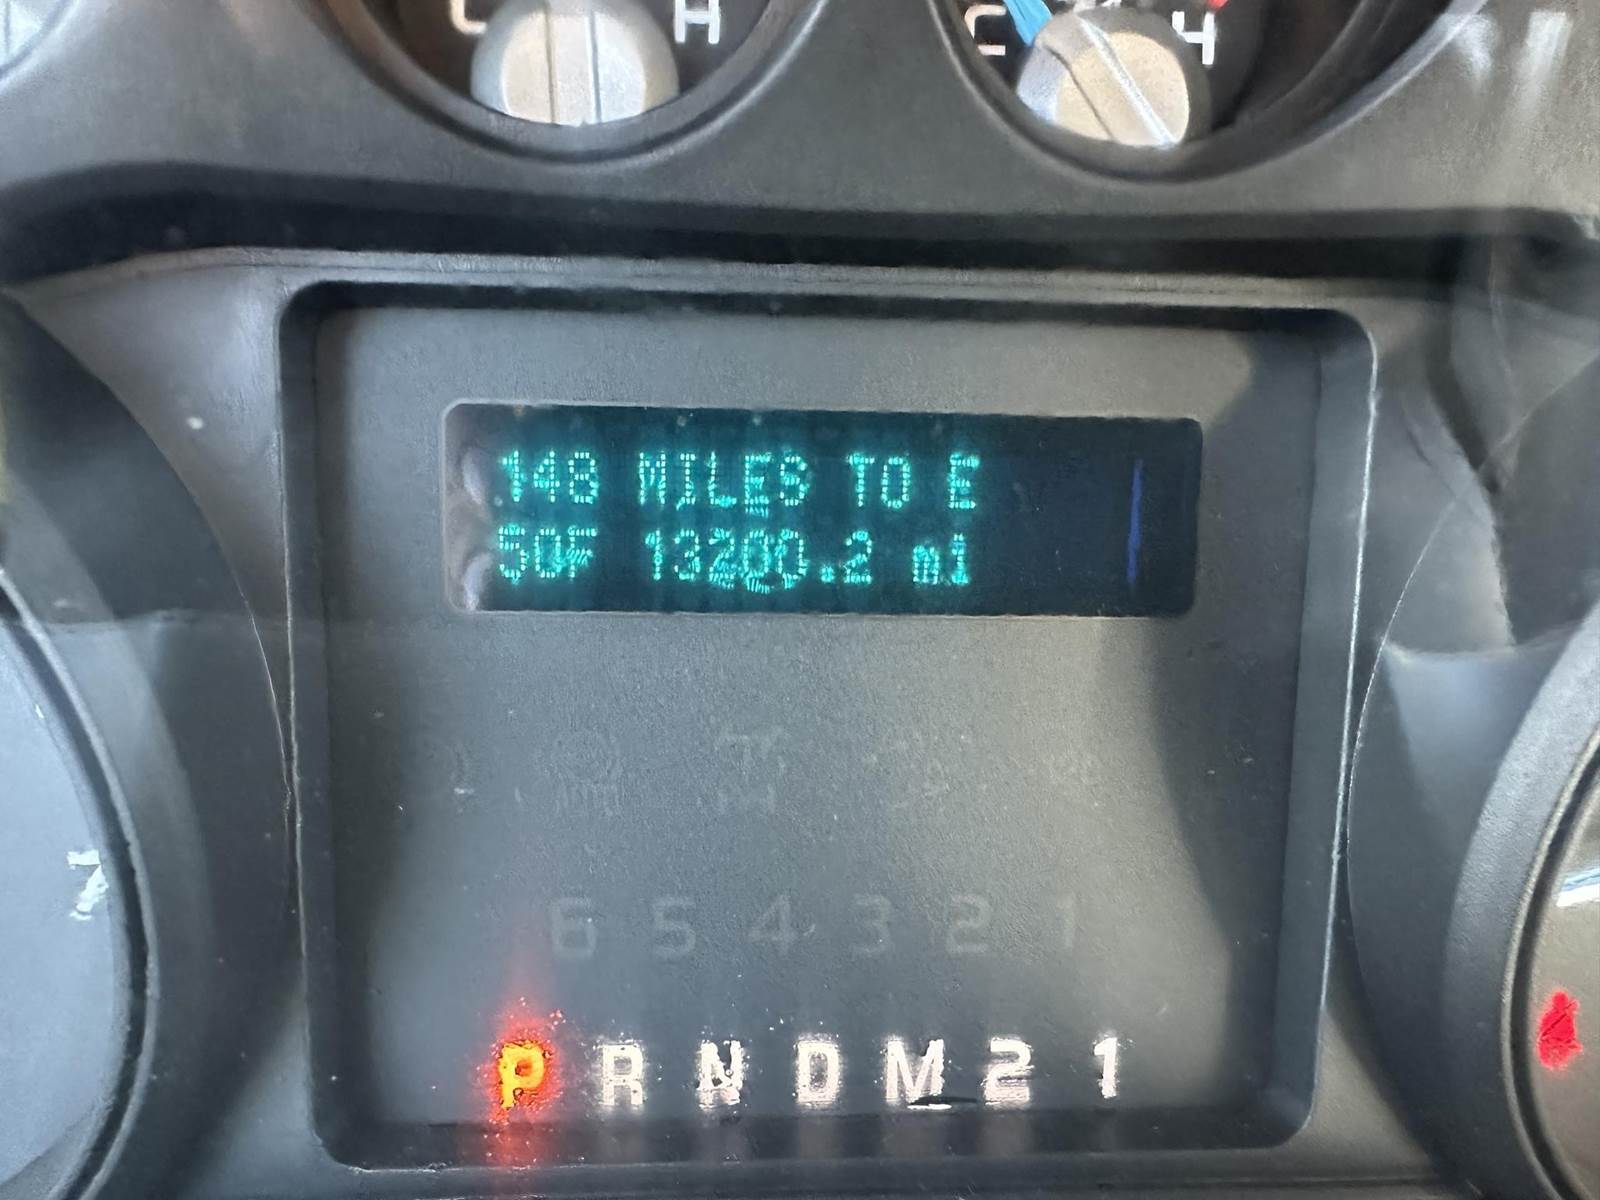 C H C H
148 MILES TO E
50F 13200.2 mi
6 5 4 3 2 1
P R N D M 2 1